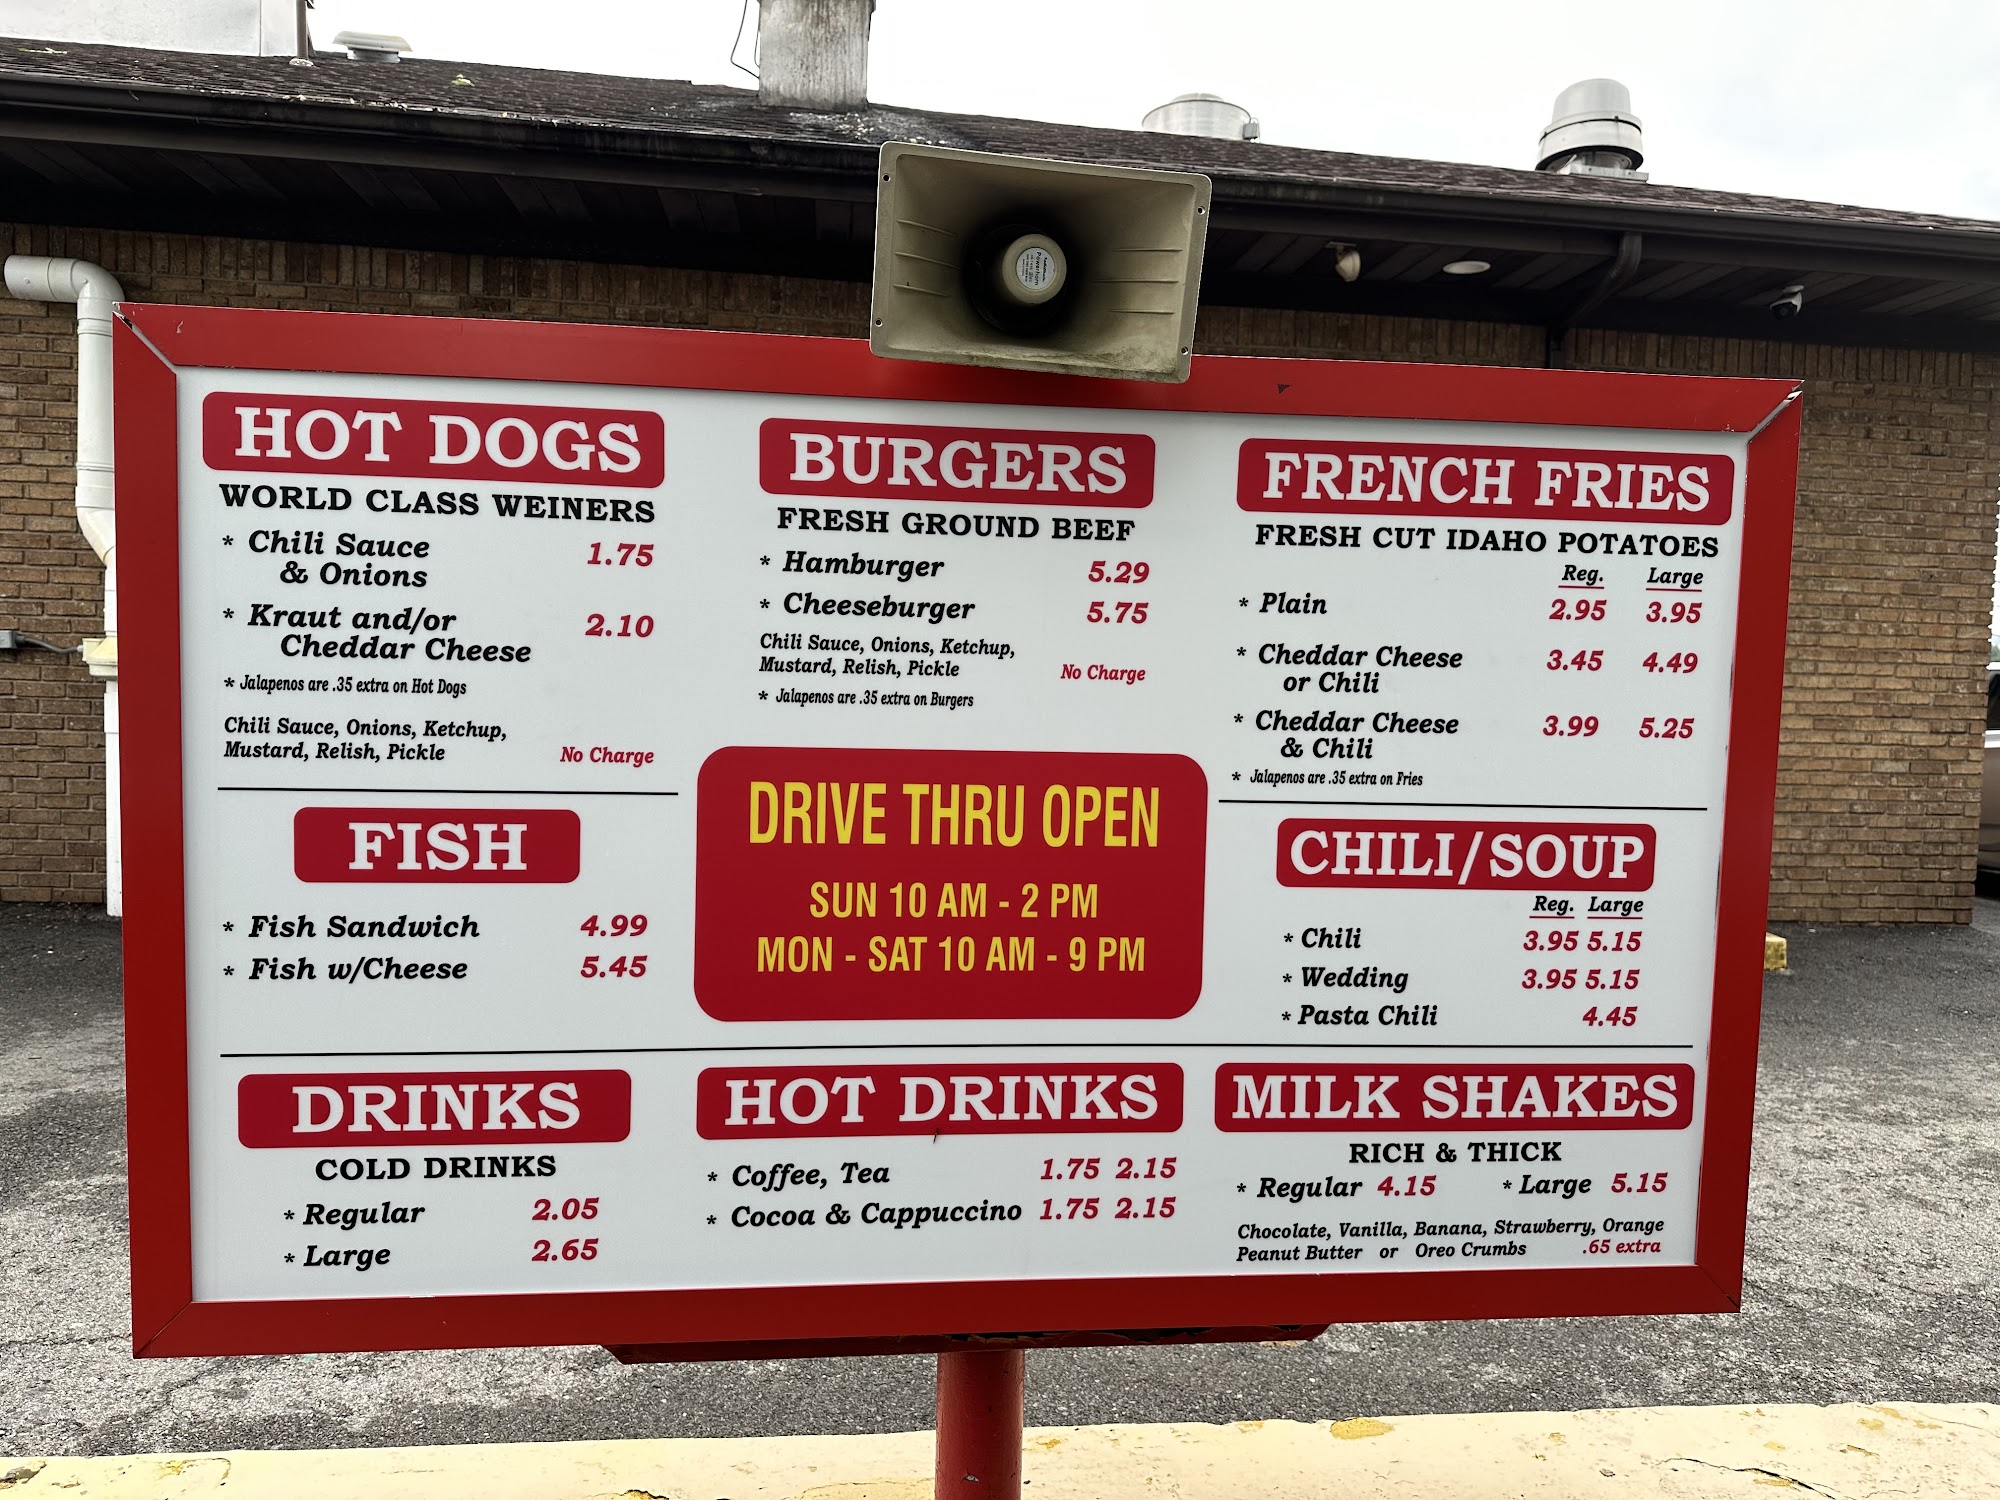 HOT DOGS
WORLD CLASS WEINERS
* Chili Sauce 1.75
& Onions
* Kraut and/or 2.10
Cheddar Cheese
* Jalapenos are .35 extra on Hot Dogs
Chili Sauce, Onions, Ketchup,
Mustard, Relish, Pickle No Charge
FISH
* Fish Sandwich 4.99
* Fish w/Cheese 5.45
BURGERS
FRESH GROUND BEEF
* Hamburger 5.29
* Cheeseburger 5.75
Chili Sauce, Onions, Ketchup,
Mustard, Relish, Pickle No Charge
* Jalapenos are .35 extra on Burgers
DRIVE THRU OPEN
SUN 10 AM - 2 PM
MON - SAT 10 AM - 9 PM
FRENCH FRIES
FRESH CUT IDAHO POTATOES
Reg. Large
* Plain 2.95 3.95
* Cheddar Cheese 3.45 4.49
or Chili
* Cheddar Cheese 3.99 5.25
& Chili
* Jalapenos are .35 extra on Fries
CHILI/SOUP
Reg. Large
* Chili 3.95 5.15
* Wedding 3.95 5.15
* Pasta Chili 4.45
DRINKS
COLD DRINKS
* Regular 2.05
* Large 2.65
HOT DRINKS
* Coffee, Tea 1.75 2.15
* Cocoa & Cappuccino 1.75 2.15
MILK SHAKES
RICH & THICK
* Regular 4.15 * Large 5.15
Chocolate, Vanilla, Banana, Strawberry, Orange
Peanut Butter or Oreo Crumbs .65 extra
Powerhorn